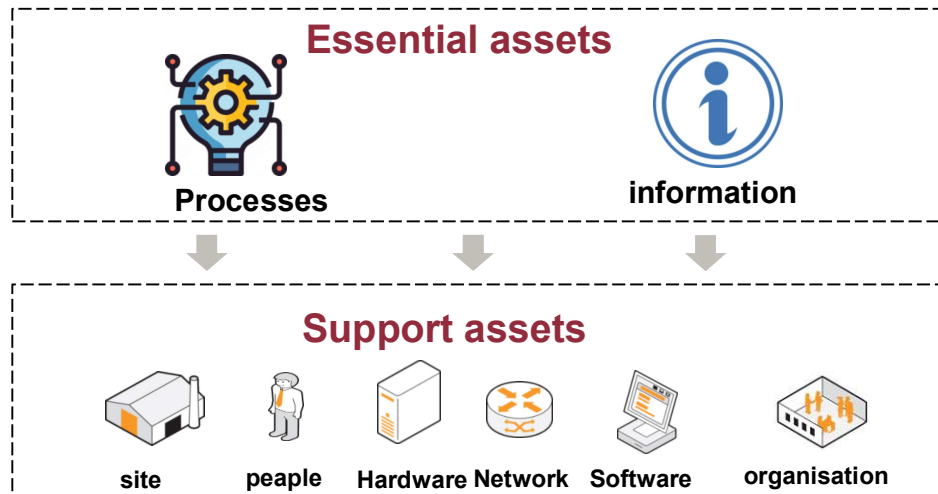 Essential assets
Processes
information
Support assets
site
peaple
Hardware
Network
Software
organisation